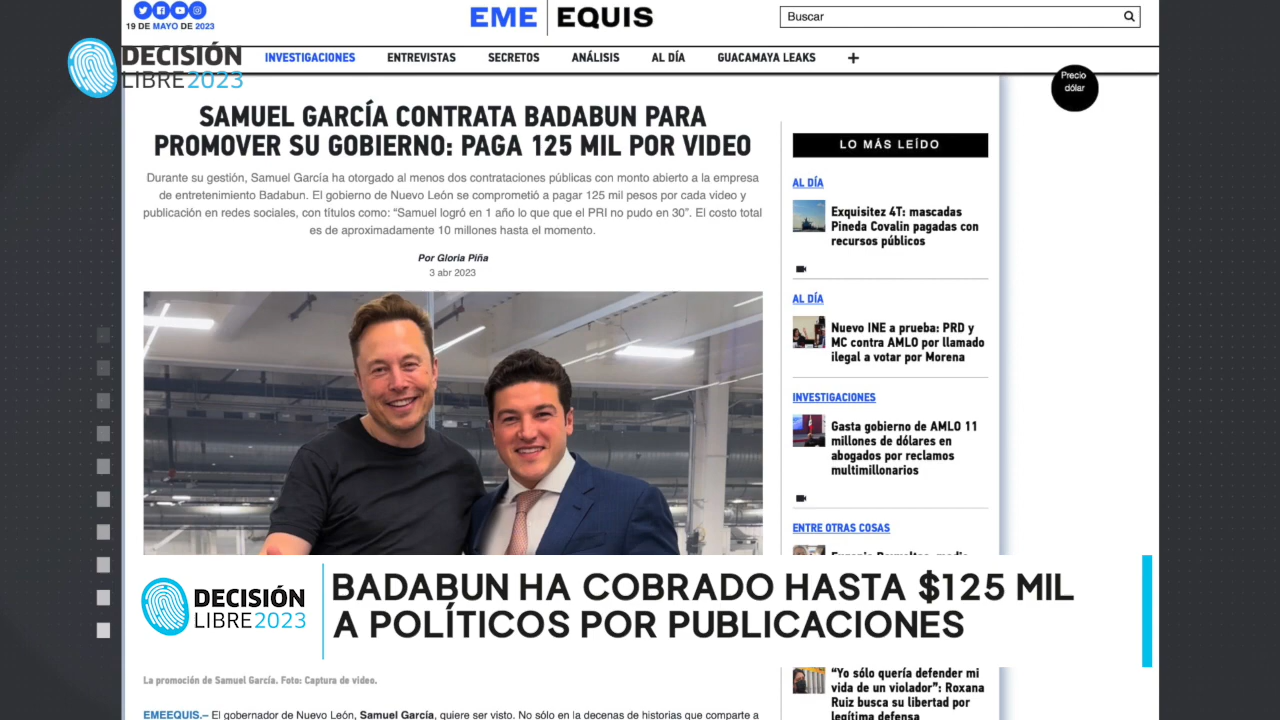 19 DE MAYO DE 2023
EME EQUIS
Buscar
DECISIÓN
LIBRE2023
INVESTIGACIONES ENTREVISTAS SECRETOS ANÁLISIS AL DÍA GUACAMAYA LEAKS +
Precio
dólar
SAMUEL GARCÍA CONTRATA BADABUN PARA
PROMOVER SU GOBIERNO: PAGA 125 MIL POR VIDEO
Durante su gestión, Samuel García ha otorgado al menos dos contrataciones públicas con monto abierto a la empresa
de entretenimiento Badabun. El gobierno de Nuevo León se comprometió a pagar 125 mil pesos por cada video y
publicación en redes sociales, con títulos como: “Samuel logró en 1 año lo que que el PRI no pudo en 30”. El costo total
es de aproximadamente 10 millones hasta el momento.
Por Gloria Piña
3 abr 2023
LO MÁS LEÍDO
AL DÍA
Exquisitez 4T: mascadas
Pineda Covalin pagadas con
recursos públicos
AL DÍA
Nuevo INE a prueba: PRD y
MC contra AMLO por llamado
ilegal a votar por Morena
INVESTIGACIONES
Gasta gobierno de AMLO 11
millones de dólares en
abogados por reclamos
multimillonarios
ENTRE OTRAS COSAS
DECISIÓN
LIBRE2023
BADABUN HA COBRADO HASTA $125 MIL
A POLÍTICOS POR PUBLICACIONES
“Yo sólo quería defender mi
vida de un violador”: Roxana
Ruiz busca su libertad por
legítima defensa
La promoción de Samuel García. Foto: Captura de video.
EMEEQUIS.– El gobernador de Nuevo León, Samuel García, quiere ser visto. No sólo en la decenas de historias que comparte a